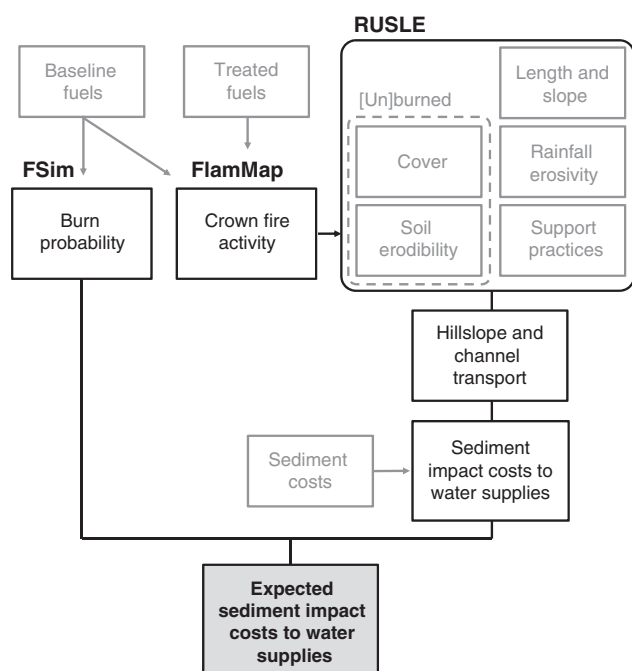 RUSLE
Baseline
fuels
Treated
fuels
Length and
slope
[Un]burned
Cover
Rainfall
erosivity
FSim
FlamMap
Burn
probability
Crown fire
activity
Soil
erodibility
Support
practices
Hillslope and
channel
transport
Sediment
costs
Sediment
impact costs to
water supplies
Expected
sediment impact
costs to water
supplies